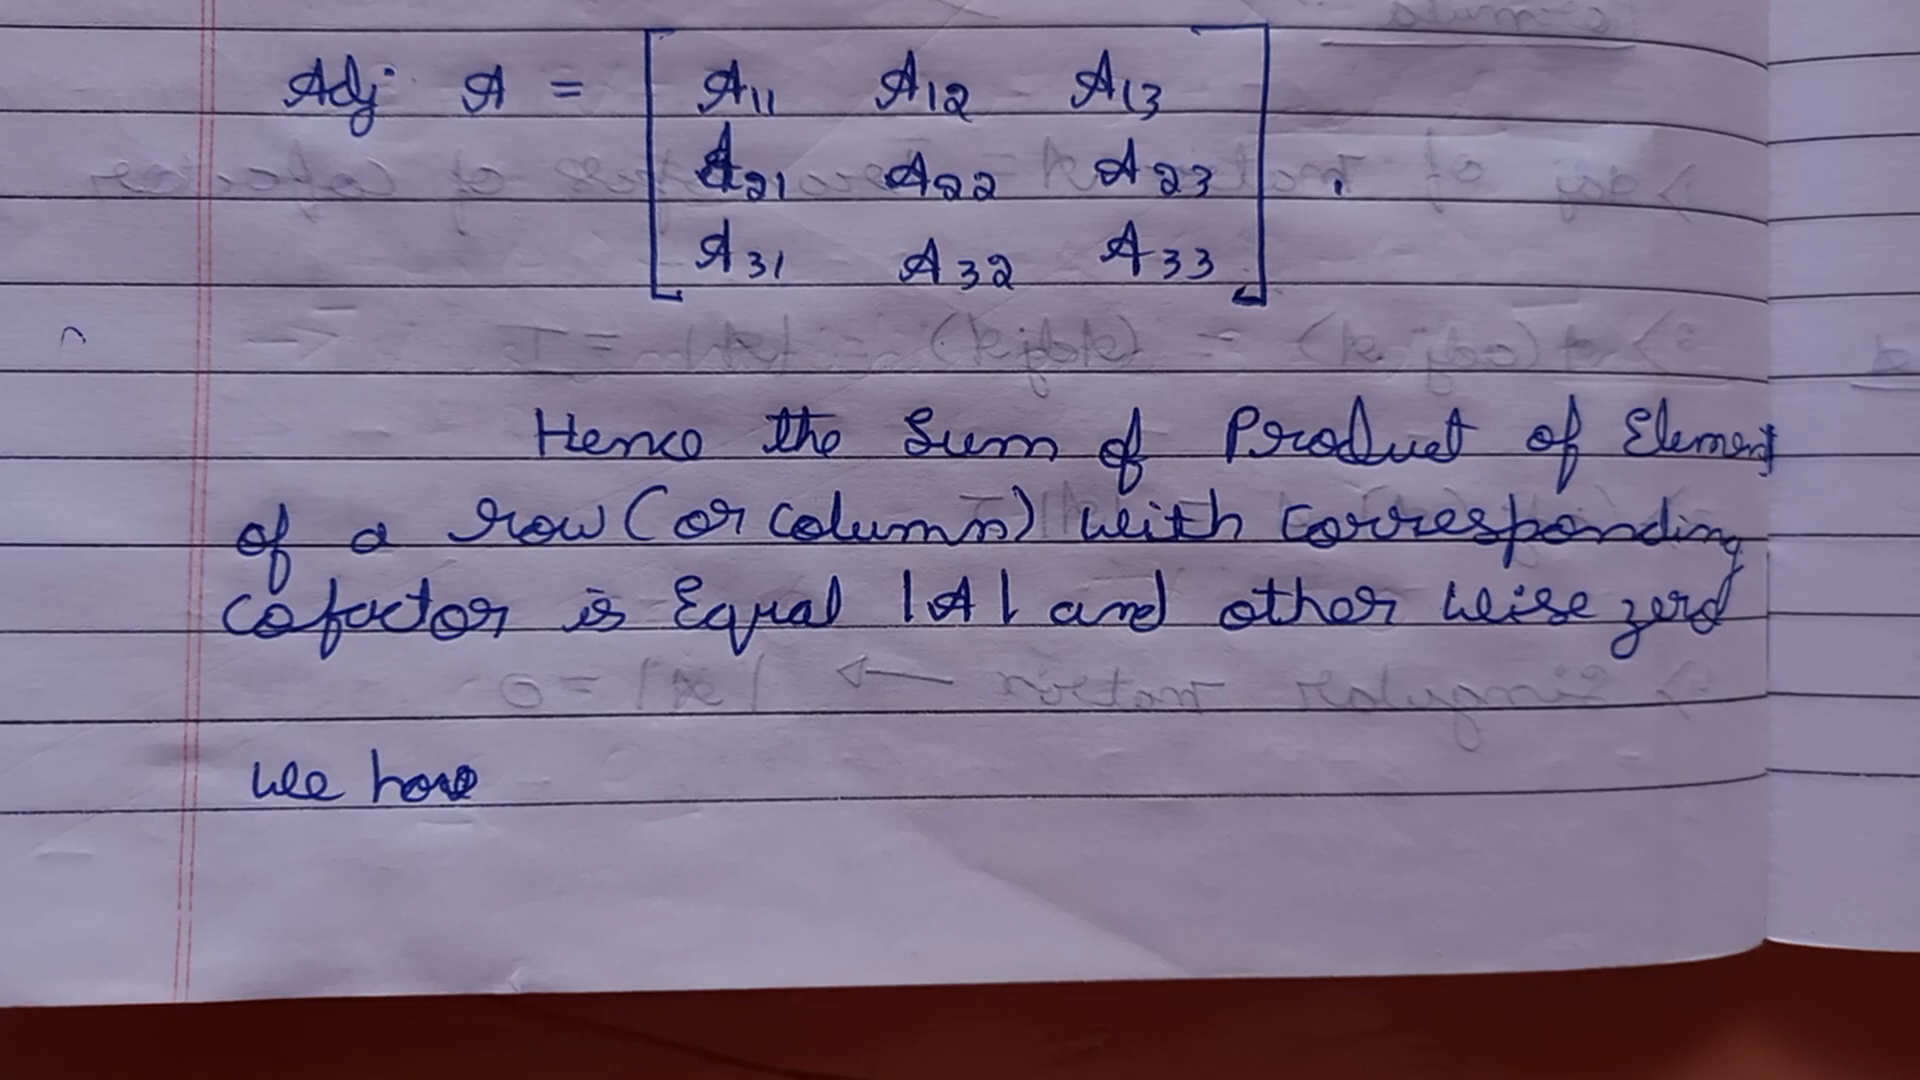 Adj A = [ A11 A12 A13
A21 A22 A23
A31 A32 A33 ]
Hence the Sum of Product of Element
of a row (or column) with corresponding
cofactor is Equal |A| and other wise zero
we have